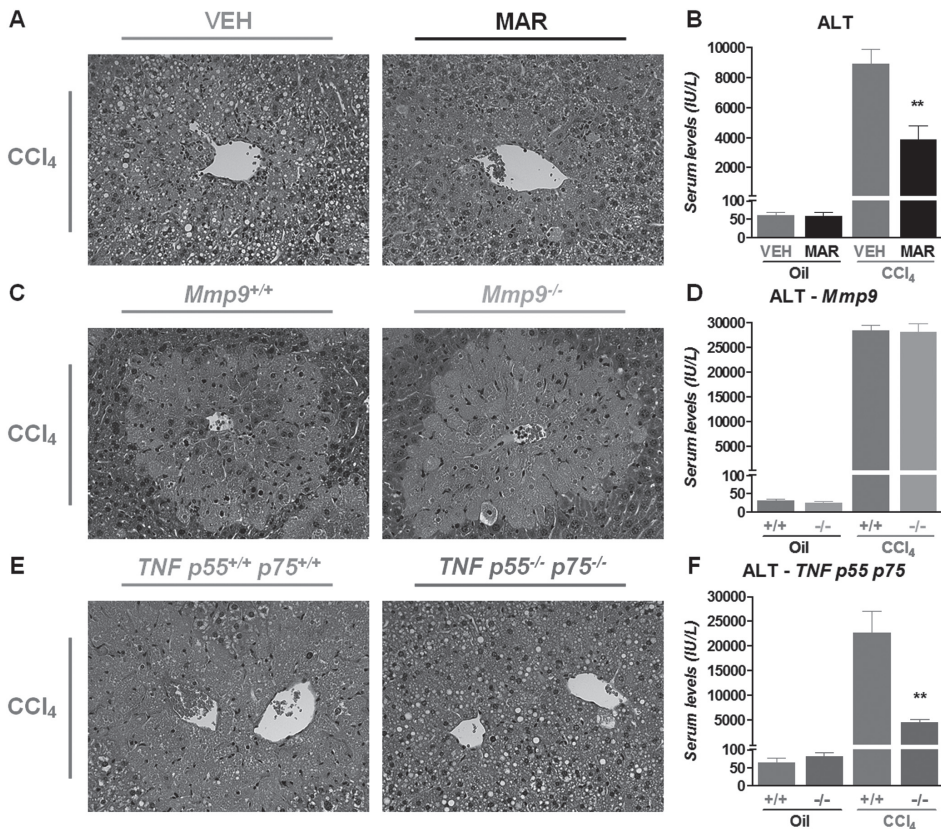 A
VEH
MAR
CCl₄
B
ALT
Serum levels (IU/L)
10000
8000
6000
4000
2000
100
50
0
**
VEH MAR VEH MAR
Oil CCl₄
C
Mmp9⁺/⁺
Mmp9⁻/⁻
CCl₄
D
ALT - Mmp9
Serum levels (IU/L)
30000
25000
20000
15000
10000
5000
100
50
0
+/+ -/- +/+ -/-
Oil CCl₄
E
TNF p55⁺/⁺ p75⁺/⁺
TNF p55⁻/⁻ p75⁻/⁻
CCl₄
F
ALT - TNF p55 p75
Serum levels (IU/L)
30000
25000
20000
15000
10000
5000
100
50
0
**
+/+ -/- +/+ -/-
Oil CCl₄